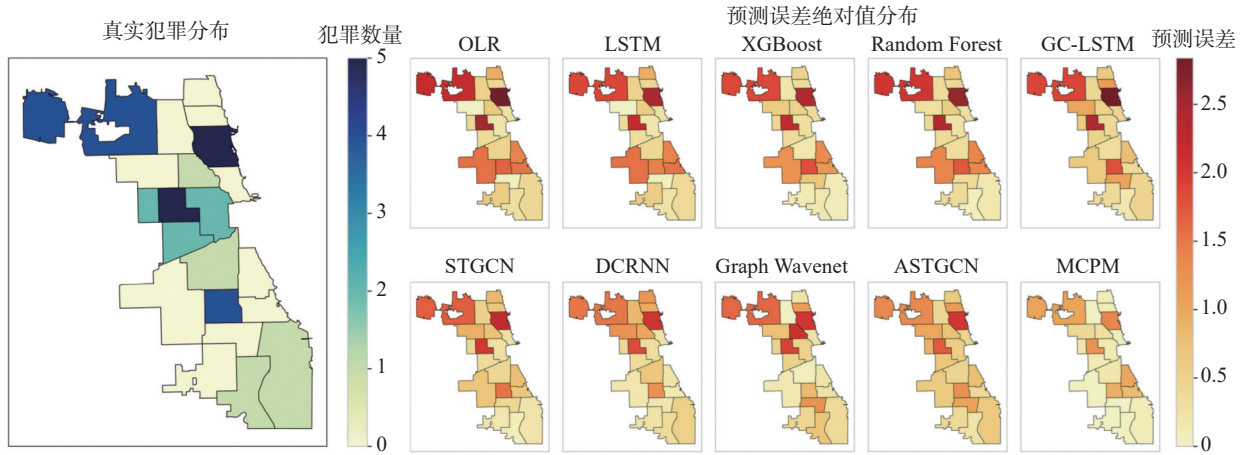 真实犯罪分布
犯罪数量
5
4
3
2
1
0
预测误差绝对值分布
OLR
LSTM
XGBoost
Random Forest
GC-LSTM
STGCN
DCRNN
Graph Wavenet
ASTGCN
MCPM
预测误差
2.5
2.0
1.5
1.0
0.5
0